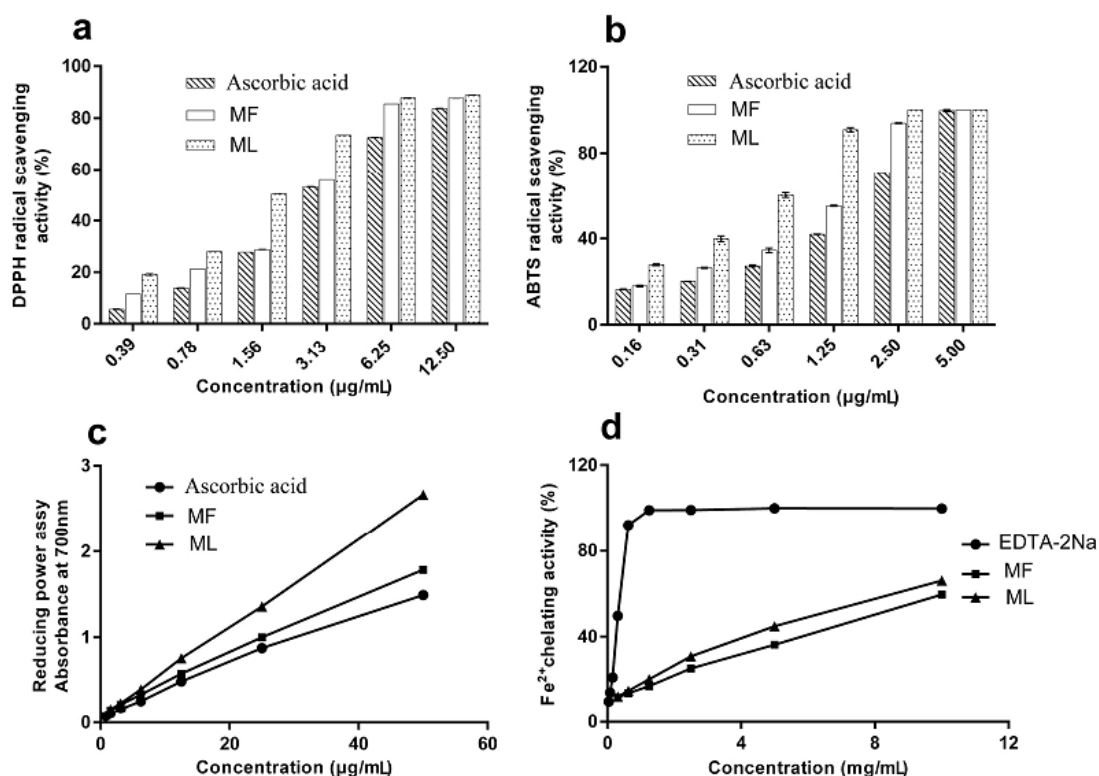 a
DPPH radical scavenging
activity (%)
100
80
60
40
20
0
Ascorbic acid
MF
ML
0.39
0.78
1.56
3.13
6.25
12.50
Concentration (µg/mL)
b
ABTS radical scavenging
activity (%)
120
80
40
0
Ascorbic acid
MF
ML
0.16
0.31
0.63
1.25
2.50
5.00
Concentration (µg/mL)
c
Reducing power assy
Absorbance at 700nm
3
2
1
0
Ascorbic acid
MF
ML
0 20 40 60
Concentration (µg/mL)
d
Fe²⁺chelating activity (%)
120
80
40
0
EDTA-2Na
MF
ML
0 4 8 12
Concentration (mg/mL)